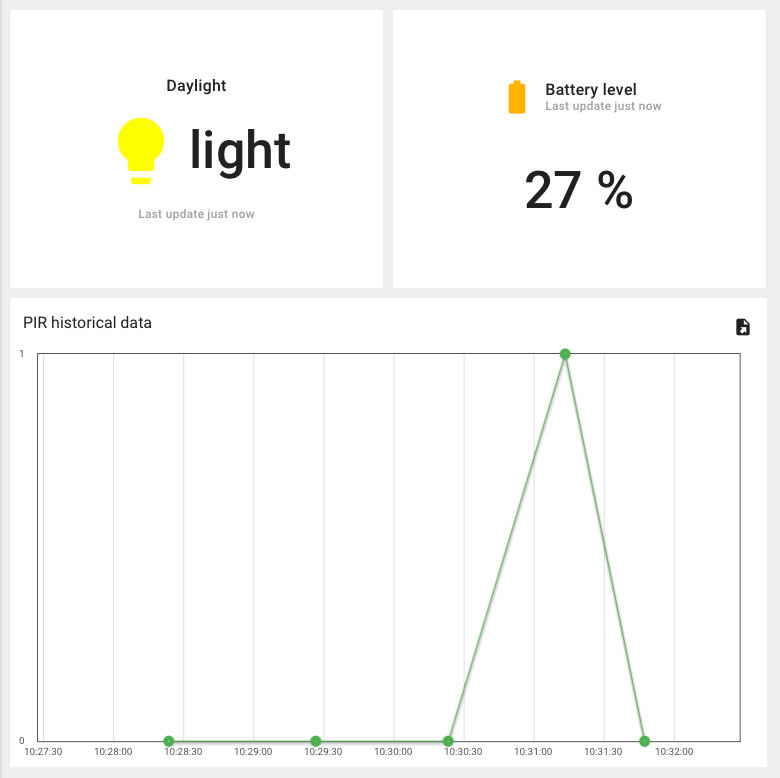 Daylight
light
Last update just now
Battery level
Last update just now
27 %
PIR historical data
1
0
10:27:30 10:28:00 10:28:30 10:29:00 10:29:30 10:30:00 10:30:30 10:31:00 10:31:30 10:32:00